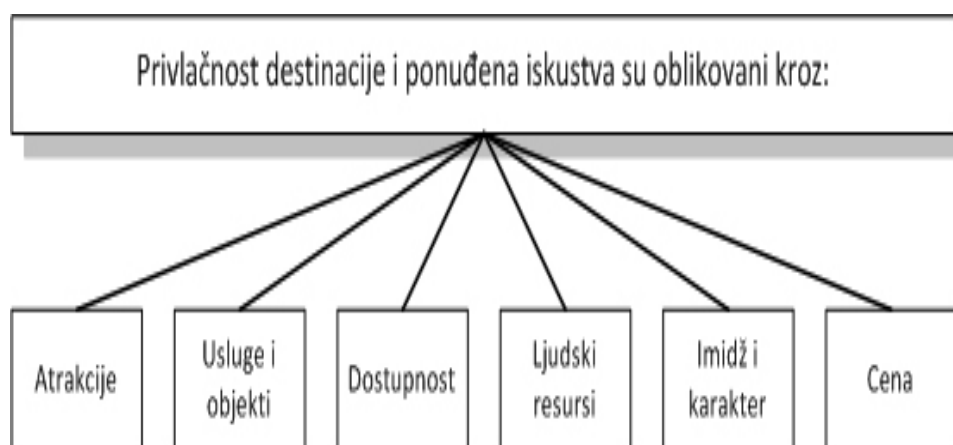 Privlačnost destinacije i ponuđena iskustva su oblikovani kroz:
Atrakcije
Usluge i
objekti
Dostupnost
Ljudski
resursi
Imidž i
karakter
Cena